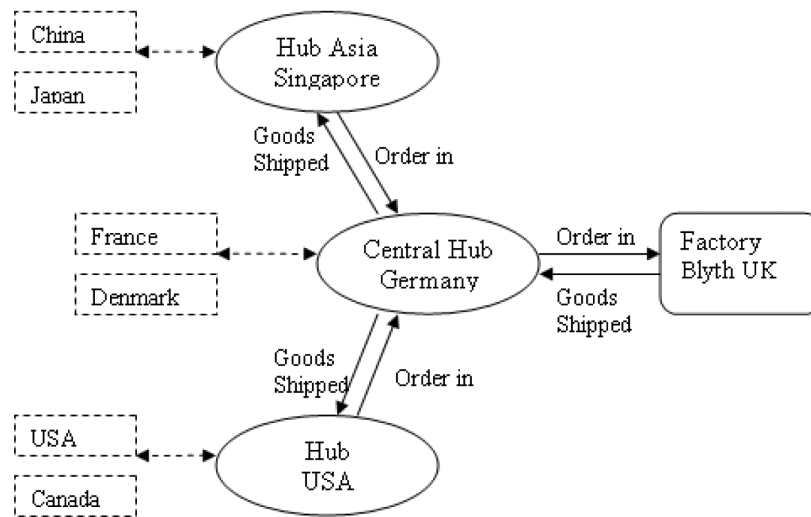 China
Japan
Hub Asia
Singapore
Goods
Shipped
Order in
France
Denmark
Central Hub
Germany
Order in
Goods
Shipped
Factory
Blyth UK
Goods
Shipped
Order in
USA
Canada
Hub
USA